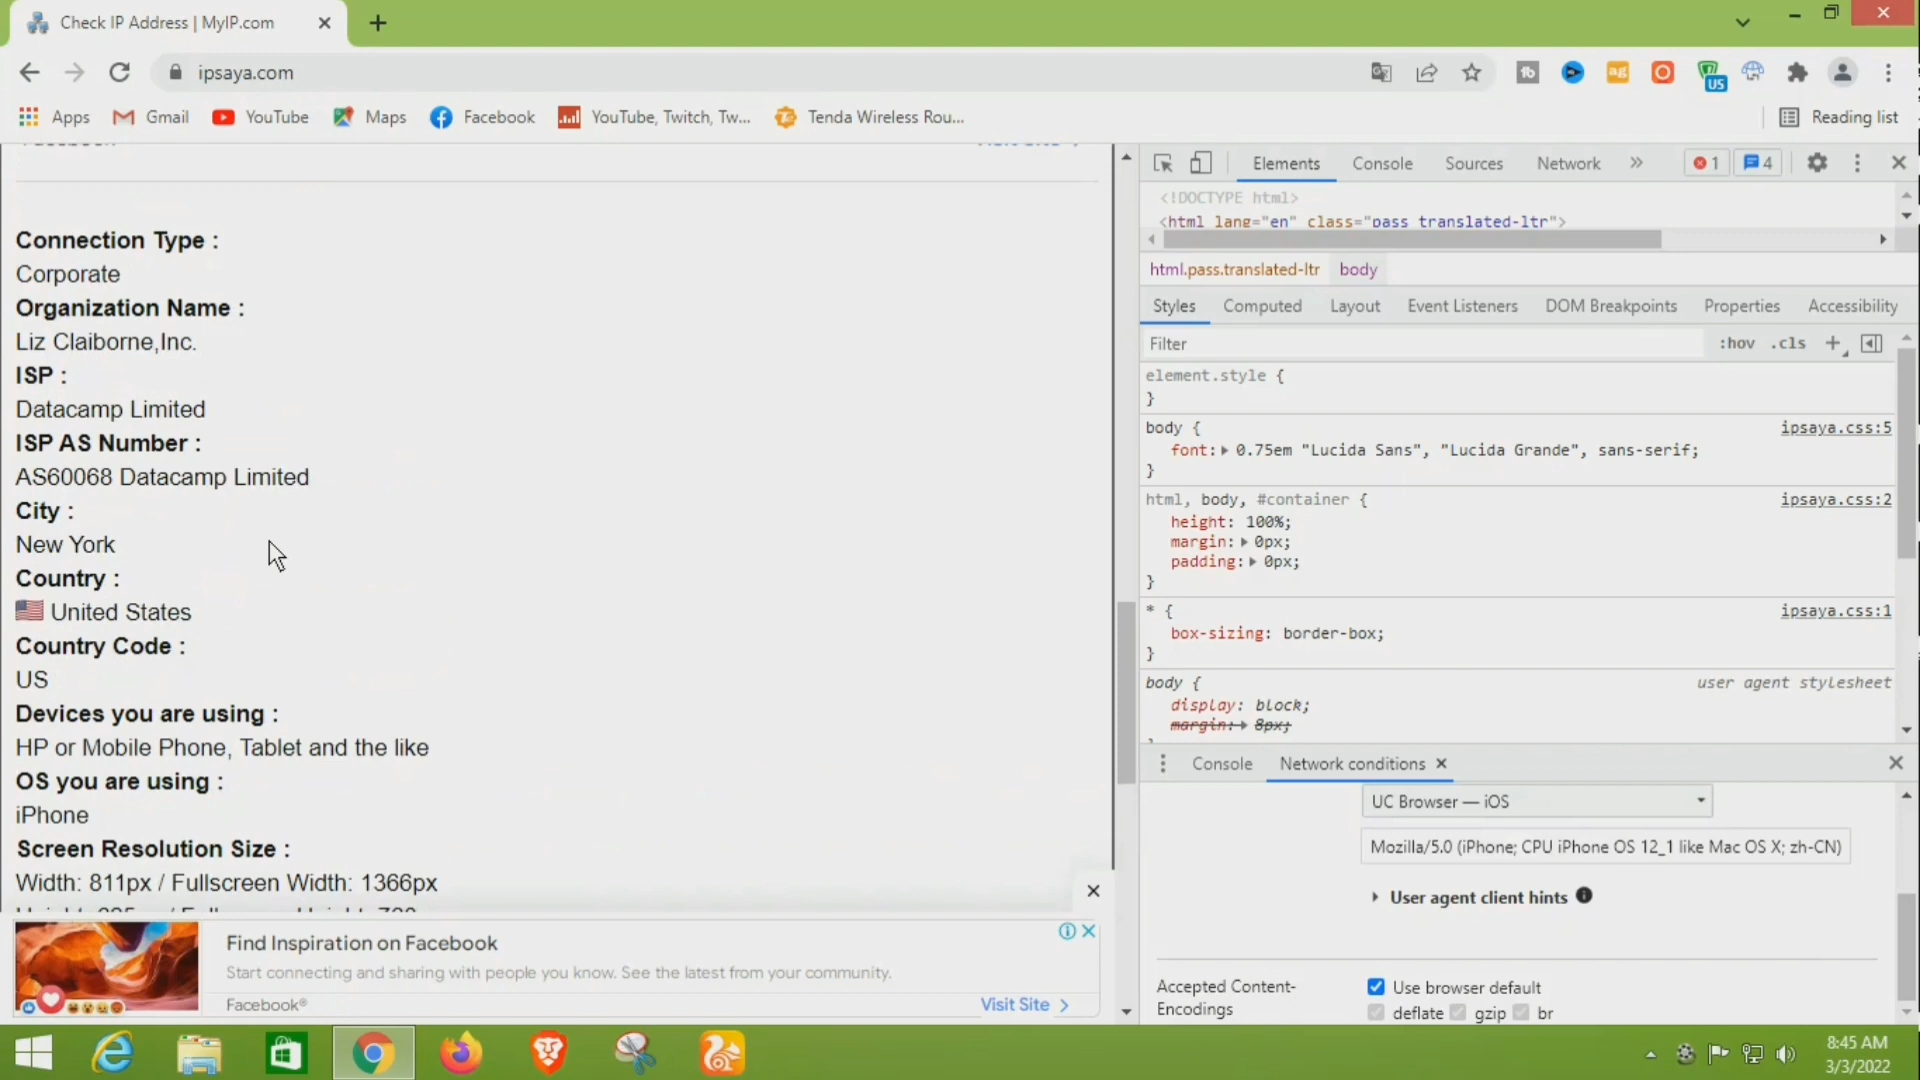 Check IP Address | MyIP.com
ipsaya.com
US
Apps
Gmail
YouTube
Maps
Facebook
YouTube, Twitch, Tw...
Tenda Wireless Rou...
Reading list
Connection Type :
Corporate
Organization Name :
Liz Claiborne,Inc.
ISP :
Datacamp Limited
ISP AS Number :
AS60068 Datacamp Limited
City :
New York
Country :
United States
Country Code :
US
Devices you are using :
HP or Mobile Phone, Tablet and the like
OS you are using :
iPhone
Screen Resolution Size :
Width: 811px / Fullscreen Width: 1366px
Find Inspiration on Facebook
Start connecting and sharing with people you know. See the latest from your community.
Facebook®
Visit Site
Elements
Console
Sources
Network
1
4
<!DOCTYPE html>
<html lang="en" class="pass translated-ltr">
html.pass.translated-ltr
body
Styles
Computed
Layout
Event Listeners
DOM Breakpoints
Properties
Accessibility
Filter
:hov
.cls
element.style {
}
body {
ipsaya.css:5
font: 0.75em "Lucida Sans", "Lucida Grande", sans-serif;
}
html, body, #container {
ipsaya.css:2
height: 100%;
margin: 0px;
padding: 0px;
}
* {
ipsaya.css:1
box-sizing: border-box;
}
body {
user agent stylesheet
display: block;
margin: 8px;
Console
Network conditions
UC Browser — iOS
Mozilla/5.0 (iPhone; CPU iPhone OS 12_1 like Mac OS X; zh-CN)
User agent client hints
Accepted Content-
Encodings
Use browser default
deflate
gzip
br
8:45 AM
3/3/2022